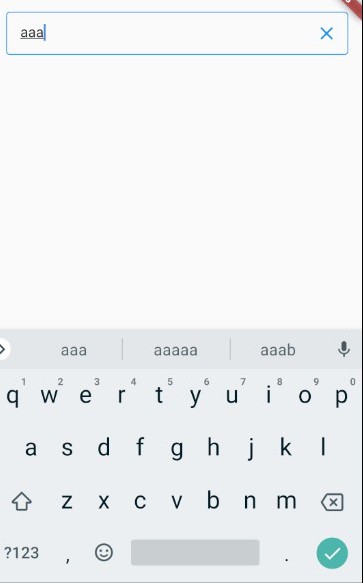 aaa
aaa aaaaa aaab
1 2 3 4 5 6 7 8 9 0
q w e r t y u i o p
a s d f g h j k l
z x c v b n m
?123 , .